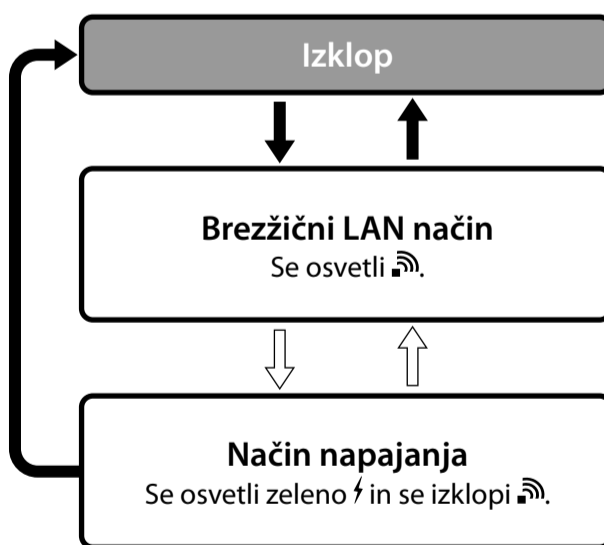 Izklop
Brezžični LAN način
Se osvetli .
Način napajanja
Se osvetli zeleno in se izklopi .